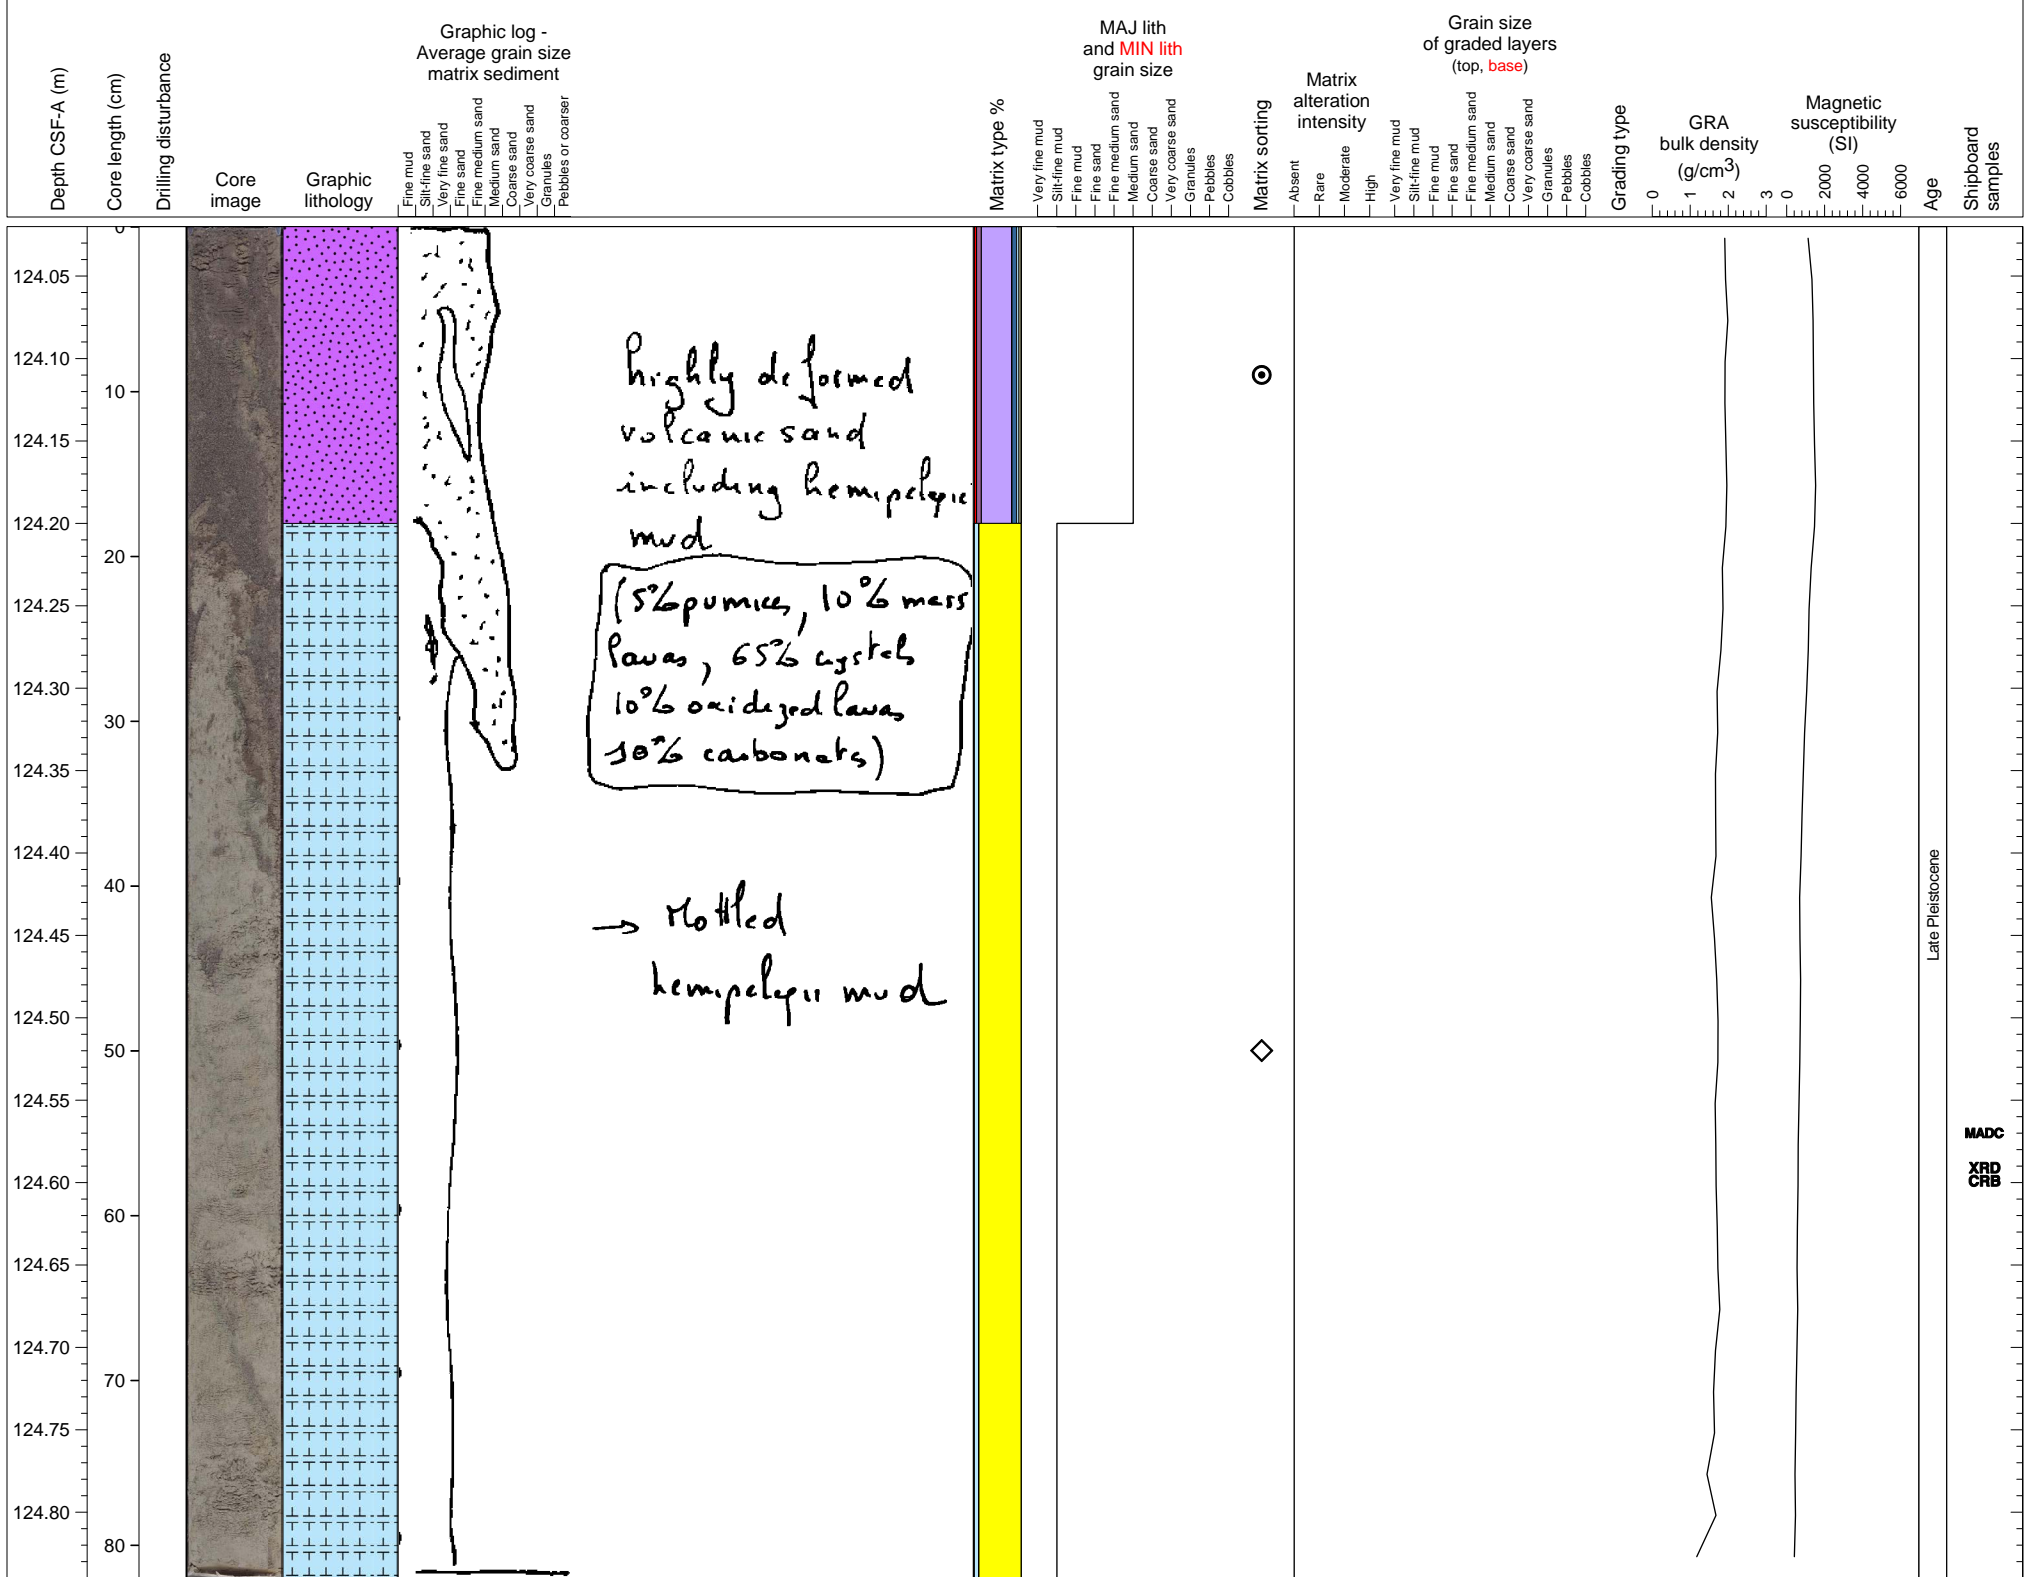 Depth CSF-A (m)
Core length (cm)
Drilling disturbance
Core
image
Graphic
lithology
Graphic log -
Average grain size
matrix sediment
Fine mud
Silt-fine sand
Very fine sand
Fine sand
Fine medium sand
Medium sand
Coarse sand
Very coarse sand
Granules
Pebbles or coarser
Matrix type %
MAJ lith
and MIN lith
grain size
Very fine mud
Silt-fine mud
Fine mud
Fine sand
Fine medium sand
Medium sand
Coarse sand
Very coarse sand
Granules
Pebbles
Cobbles
Matrix sorting
Matrix
alteration
intensity
Absent
Rare
Moderate
High
Grain size
of graded layers
(top, base)
Very fine mud
Silt-fine mud
Fine mud
Fine sand
Fine medium sand
Medium sand
Coarse sand
Very coarse sand
Granules
Pebbles
Cobbles
Grading type
GRA
bulk density
(g/cm3)
0 1 2 3
Magnetic
susceptibility
(SI)
0 2000 4000 6000
Age
Shipboard
samples
0
124.05
124.10
10
124.15
124.20
20
124.25
124.30
30
124.35
124.40
40
124.45
124.50
50
124.55
124.60
60
124.65
124.70
70
124.75
124.80
80
highly deformed
volcanic sand
including hemipelagic
mud
(5% pumices, 10% mass
lavas, 65% crystals
10% oxidized lavas
10% carbonats)
→ Mottled
hemipelagic mud
Late Pleistocene
MADC
XRD
CRB